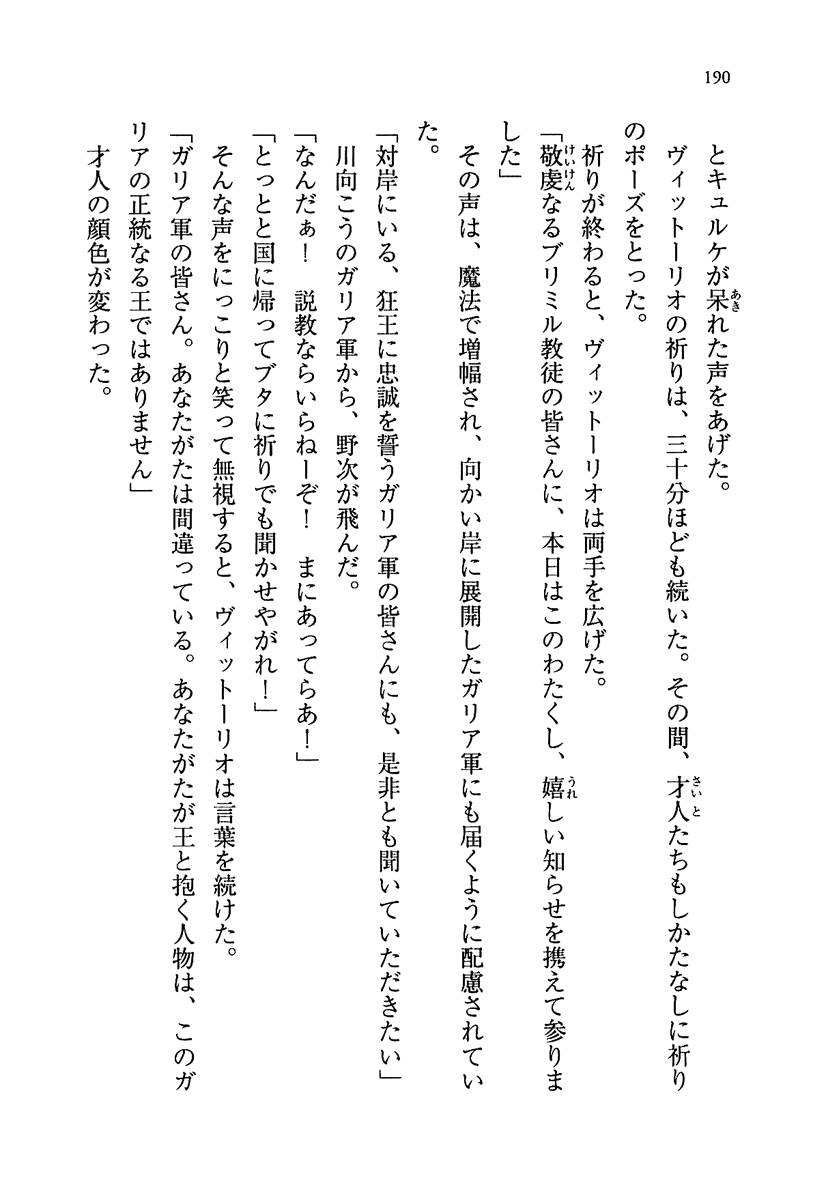 190
とキュルケが呆れた声をあげた。
ヴィットーリオの祈りは、三十分ほども続いた。その間、才人たちもしかたなしに祈り
のポーズをとった。
祈りが終わると、ヴィットーリオは両手を広げた。
「敬虔なるブリミル教徒の皆さんに、本日はこのわたくし、嬉しい知らせを携えて参りま
した」
その声は、魔法で増幅され、向かい岸に展開したガリア軍にも届くように配慮されてい
た。
「対岸にいる、狂王に忠誠を誓うガリア軍の皆さんにも、是非とも聞いていただきたい」
川向こうのガリア軍から、野次が飛んだ。
「なんだぁ！　説教ならいらねーぞ！　まにあってらあ！」
「とっとと国に帰ってブタに祈りでも聞かせやがれ！」
そんな声をにっこりと笑って無視すると、ヴィットーリオは言葉を続けた。
「ガリア軍の皆さん。あなたがたは間違っている。あなたがたが王と抱く人物は、このガ
リアの正統なる王ではありません」
才人の顔色が変わった。